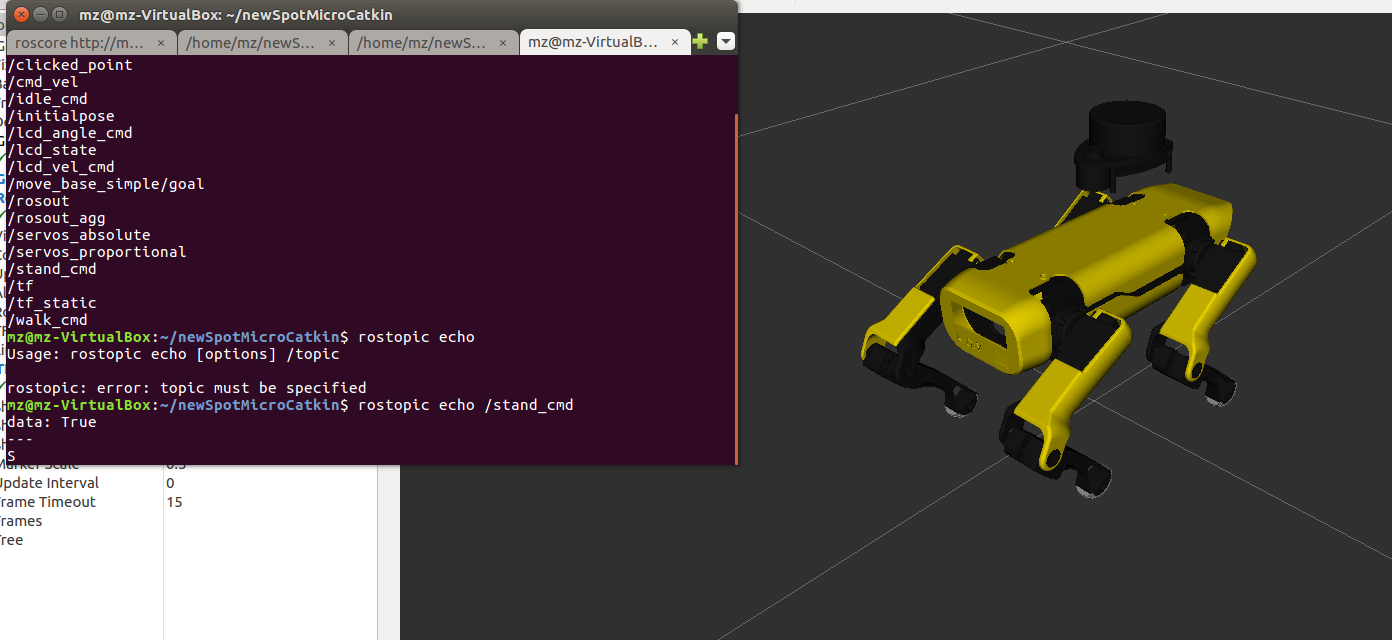 mz@mz-VirtualBox: ~/newSpotMicroCatkin
roscore http://m... × /home/mz/newS... × /home/mz/newS... × mz@mz-VirtualB... ×
/clicked_point
/cmd_vel
/idle_cmd
/initialpose
/lcd_angle_cmd
/lcd_state
/lcd_vel_cmd
/move_base_simple/goal
/rosout
/rosout_agg
/servos_absolute
/servos_proportional
/stand_cmd
/tf
/tf_static
/walk_cmd
mz@mz-VirtualBox:~/newSpotMicroCatkin$ rostopic echo
Usage: rostopic echo [options] /topic
rostopic: error: topic must be specified
mz@mz-VirtualBox:~/newSpotMicroCatkin$ rostopic echo /stand_cmd
data: True
---
S
Marker Scale 0.5
Update Interval 0
rame Timeout 15
rames
ree